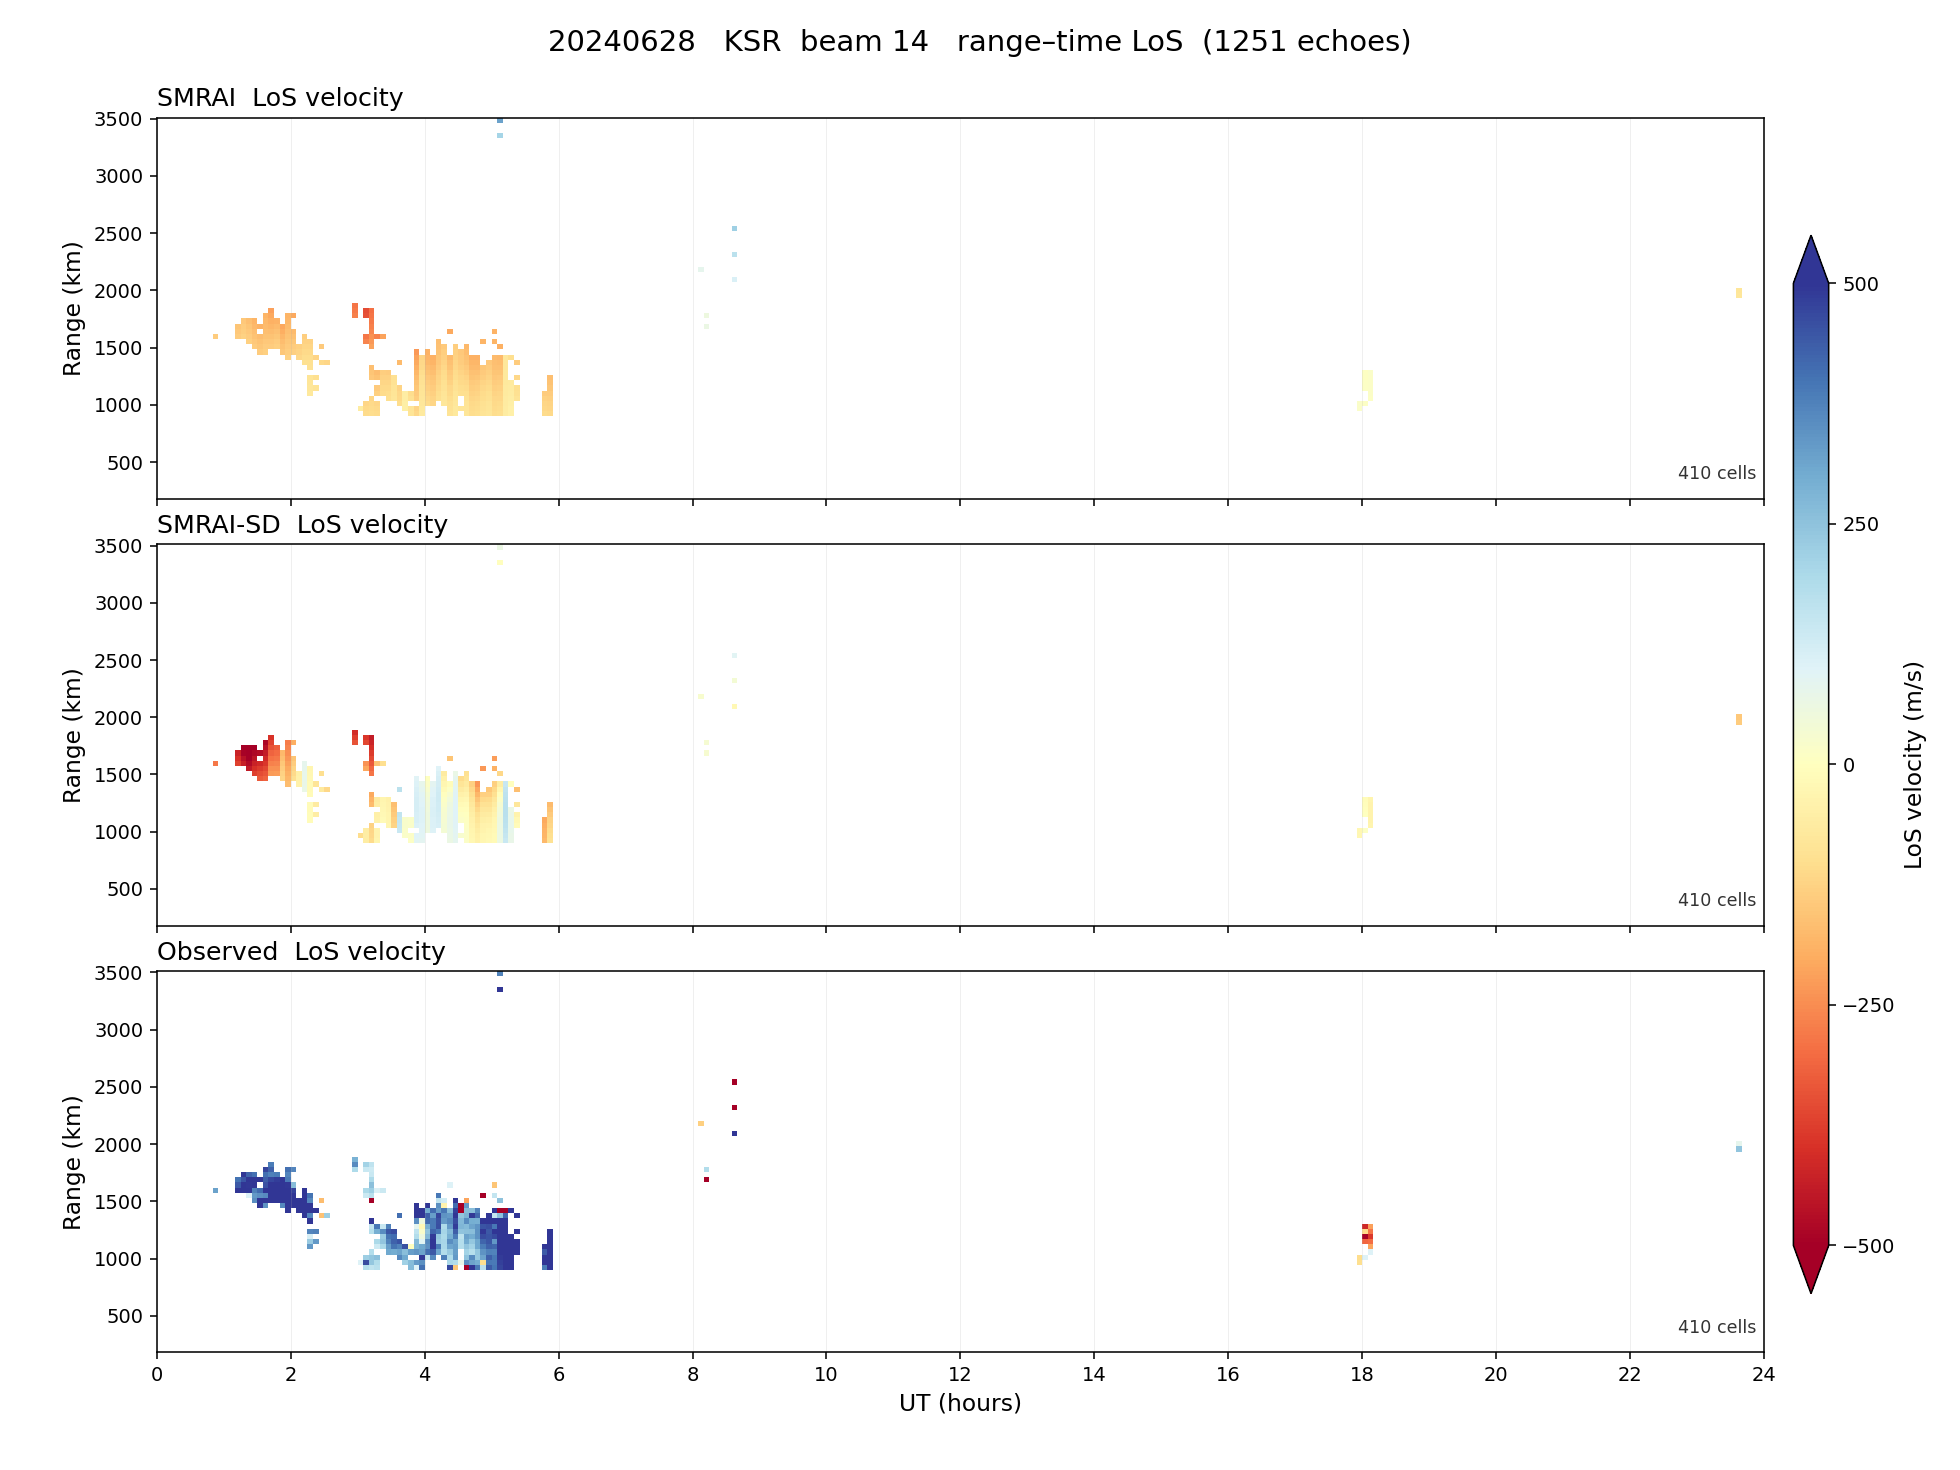 20240628   KSR  beam 14   range–time LoS  (1251 echoes)
SMRAI  LoS velocity
3500
3000
2500
2000
1500
1000
500
Range (km)
410 cells
SMRAI-SD  LoS velocity
3500
3000
2500
2000
1500
1000
500
Range (km)
410 cells
Observed  LoS velocity
3500
3000
2500
2000
1500
1000
500
Range (km)
410 cells
0 2 4 6 8 10 12 14 16 18 20 22 24
UT (hours)
500
250
0
−250
−500
LoS velocity (m/s)